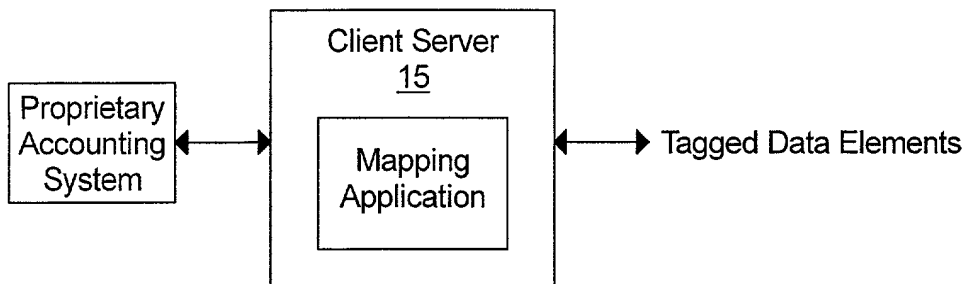 Client Server
15
Proprietary
Accounting
System
Mapping
Application
Tagged Data Elements